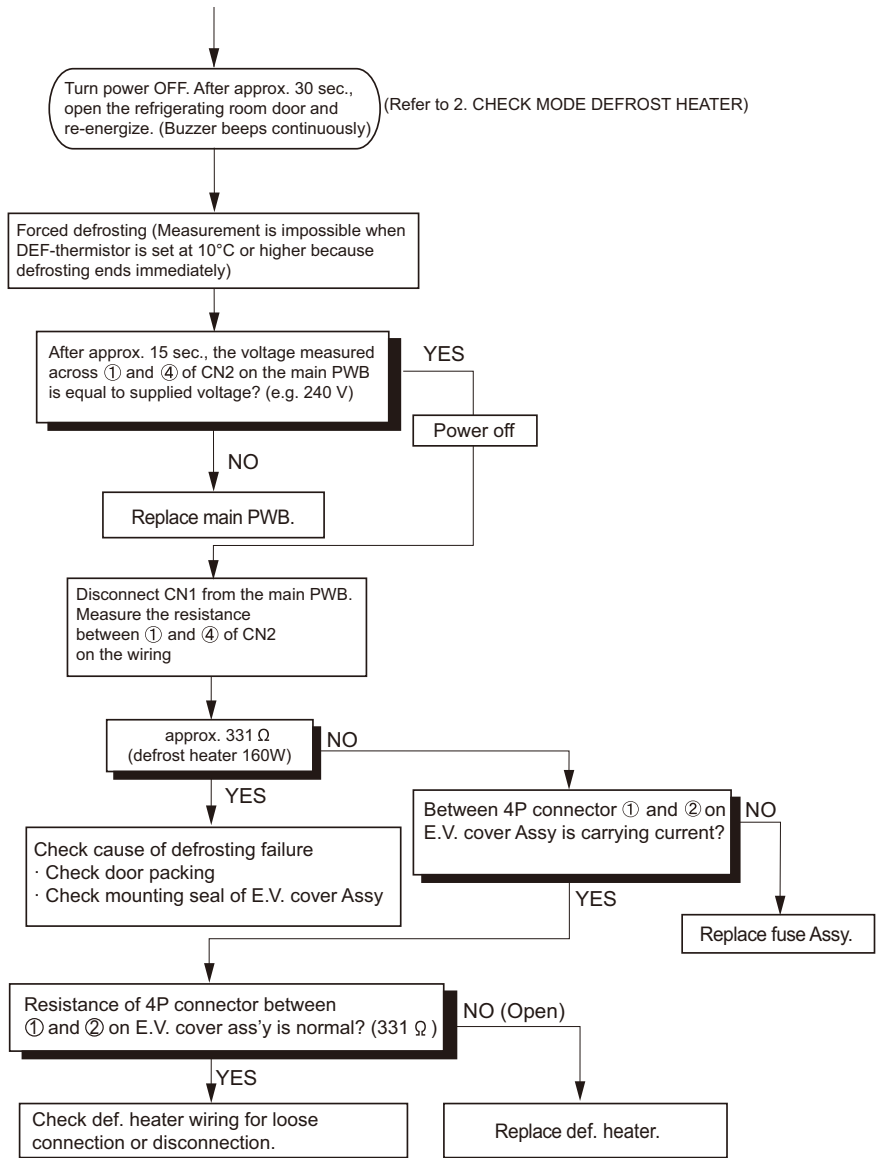 Turn power OFF. After approx. 30 sec.,
open the refrigerating room door and
re-energize. (Buzzer beeps continuously)
(Refer to 2. CHECK MODE DEFROST HEATER)
Forced defrosting (Measurement is impossible when
DEF-thermistor is set at 10°C or higher because
defrosting ends immediately)
After approx. 15 sec., the voltage measured
across ① and ④ of CN2 on the main PWB
is equal to supplied voltage? (e.g. 240 V)
YES
Power off
NO
Replace main PWB.
Disconnect CN1 from the main PWB.
Measure the resistance
between ① and ④ of CN2
on the wiring
approx. 331 Ω
(defrost heater 160W)
NO
YES
Between 4P connector ① and ② on
E.V. cover Assy is carrying current?
NO
Check cause of defrosting failure
· Check door packing
· Check mounting seal of E.V. cover Assy
YES
Replace fuse Assy.
Resistance of 4P connector between
① and ② on E.V. cover ass'y is normal? (331 Ω )
NO (Open)
YES
Check def. heater wiring for loose
connection or disconnection.
Replace def. heater.